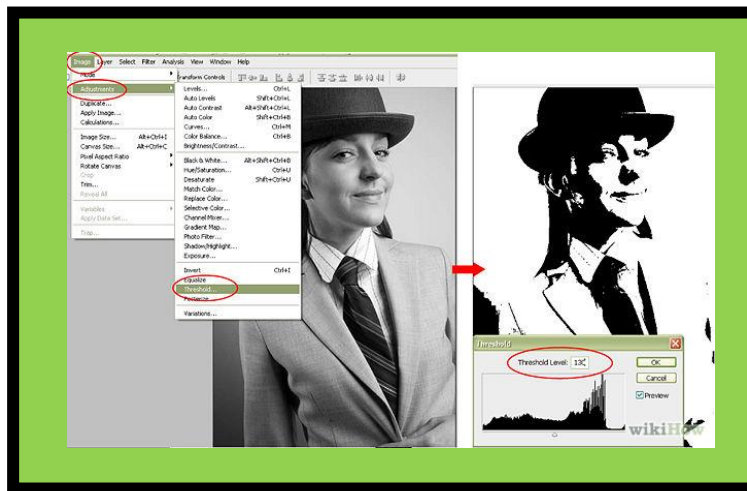 Image Layer Select Filter Analysis View Window Help
Mode
Transform Controls
Adjustments
Duplicate...
Apply Image...
Calculations...
Image Size... Alt+Ctrl+I
Canvas Size... Alt+Ctrl+C
Pixel Aspect Ratio
Rotate Canvas
Crop
Trim...
Reveal All
Variables
Apply Data Set...
Trap...
Levels... Ctrl+L
Auto Levels Shift+Ctrl+L
Auto Contrast Alt+Shift+Ctrl+L
Auto Color Shift+Ctrl+B
Curves... Ctrl+M
Color Balance... Ctrl+B
Brightness/Contrast...
Black & White... Alt+Shift+Ctrl+B
Hue/Saturation... Ctrl+U
Desaturate Shift+Ctrl+U
Match Color...
Replace Color...
Selective Color...
Channel Mixer...
Gradient Map...
Photo Filter...
Shadow/Highlight...
Exposure...
Invert Ctrl+I
Equalize
Threshold...
Posterize...
Variations...
Threshold
Threshold Level:
OK
Cancel
Preview
wikiHow